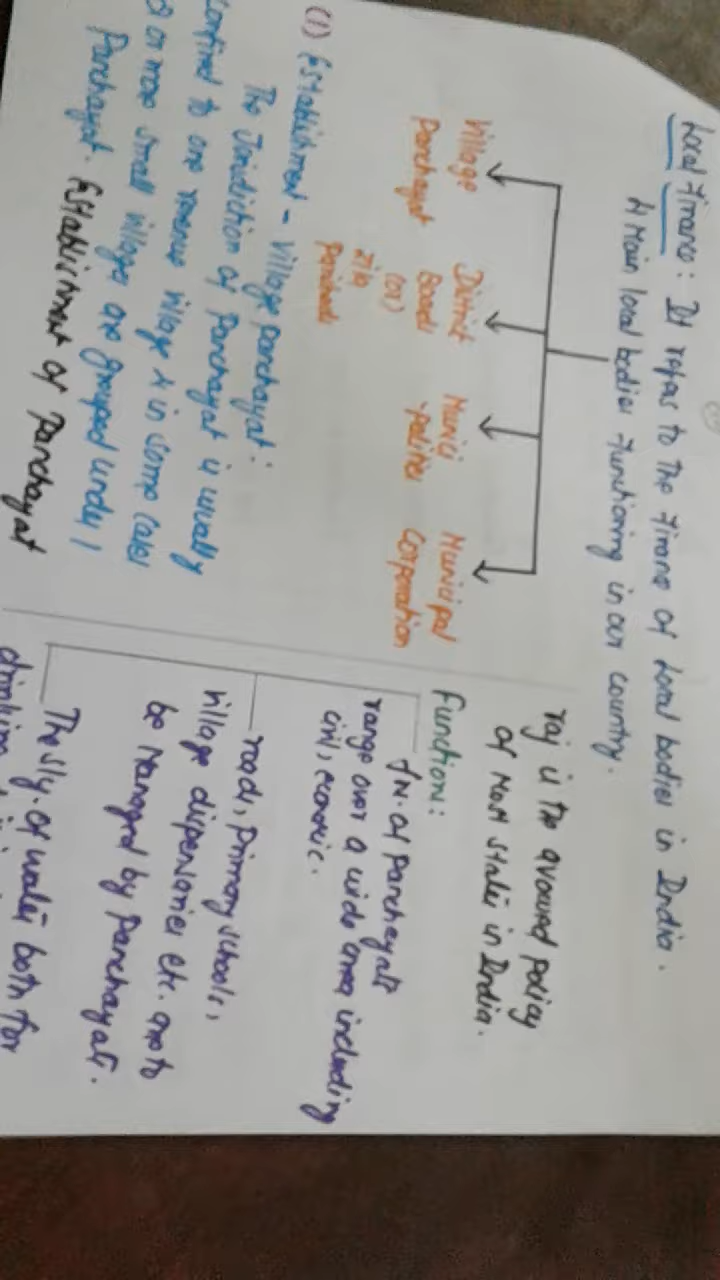 Local Finance: It refers to the Finance of Local bodies in India.
4 Main local bodies functioning in our country.
Village
Panchayat
District
Board
(or)
Zila
Munici
-palities
Municipal
Corporation
(1) Establishment - Village panchayat:
The Jurisdiction of Panchayat is usually
confined to one revenue village & in some cases
2 or more small villages are grouped under 1
Panchayat. Establishment of Panchayat
raj is the avowed policy
of Most states in India.
Function:
FN. of Panchayats
range over a wide area including
civil, economic.
roads, primary schools,
village dispensaries etc. are to
be Managed by Panchayats.
The s/y. of water both for
drinking